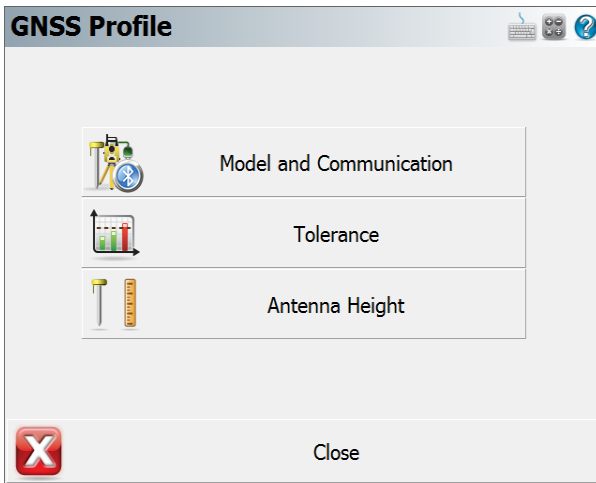 GNSS Profile
Model and Communication
Tolerance
Antenna Height
Close